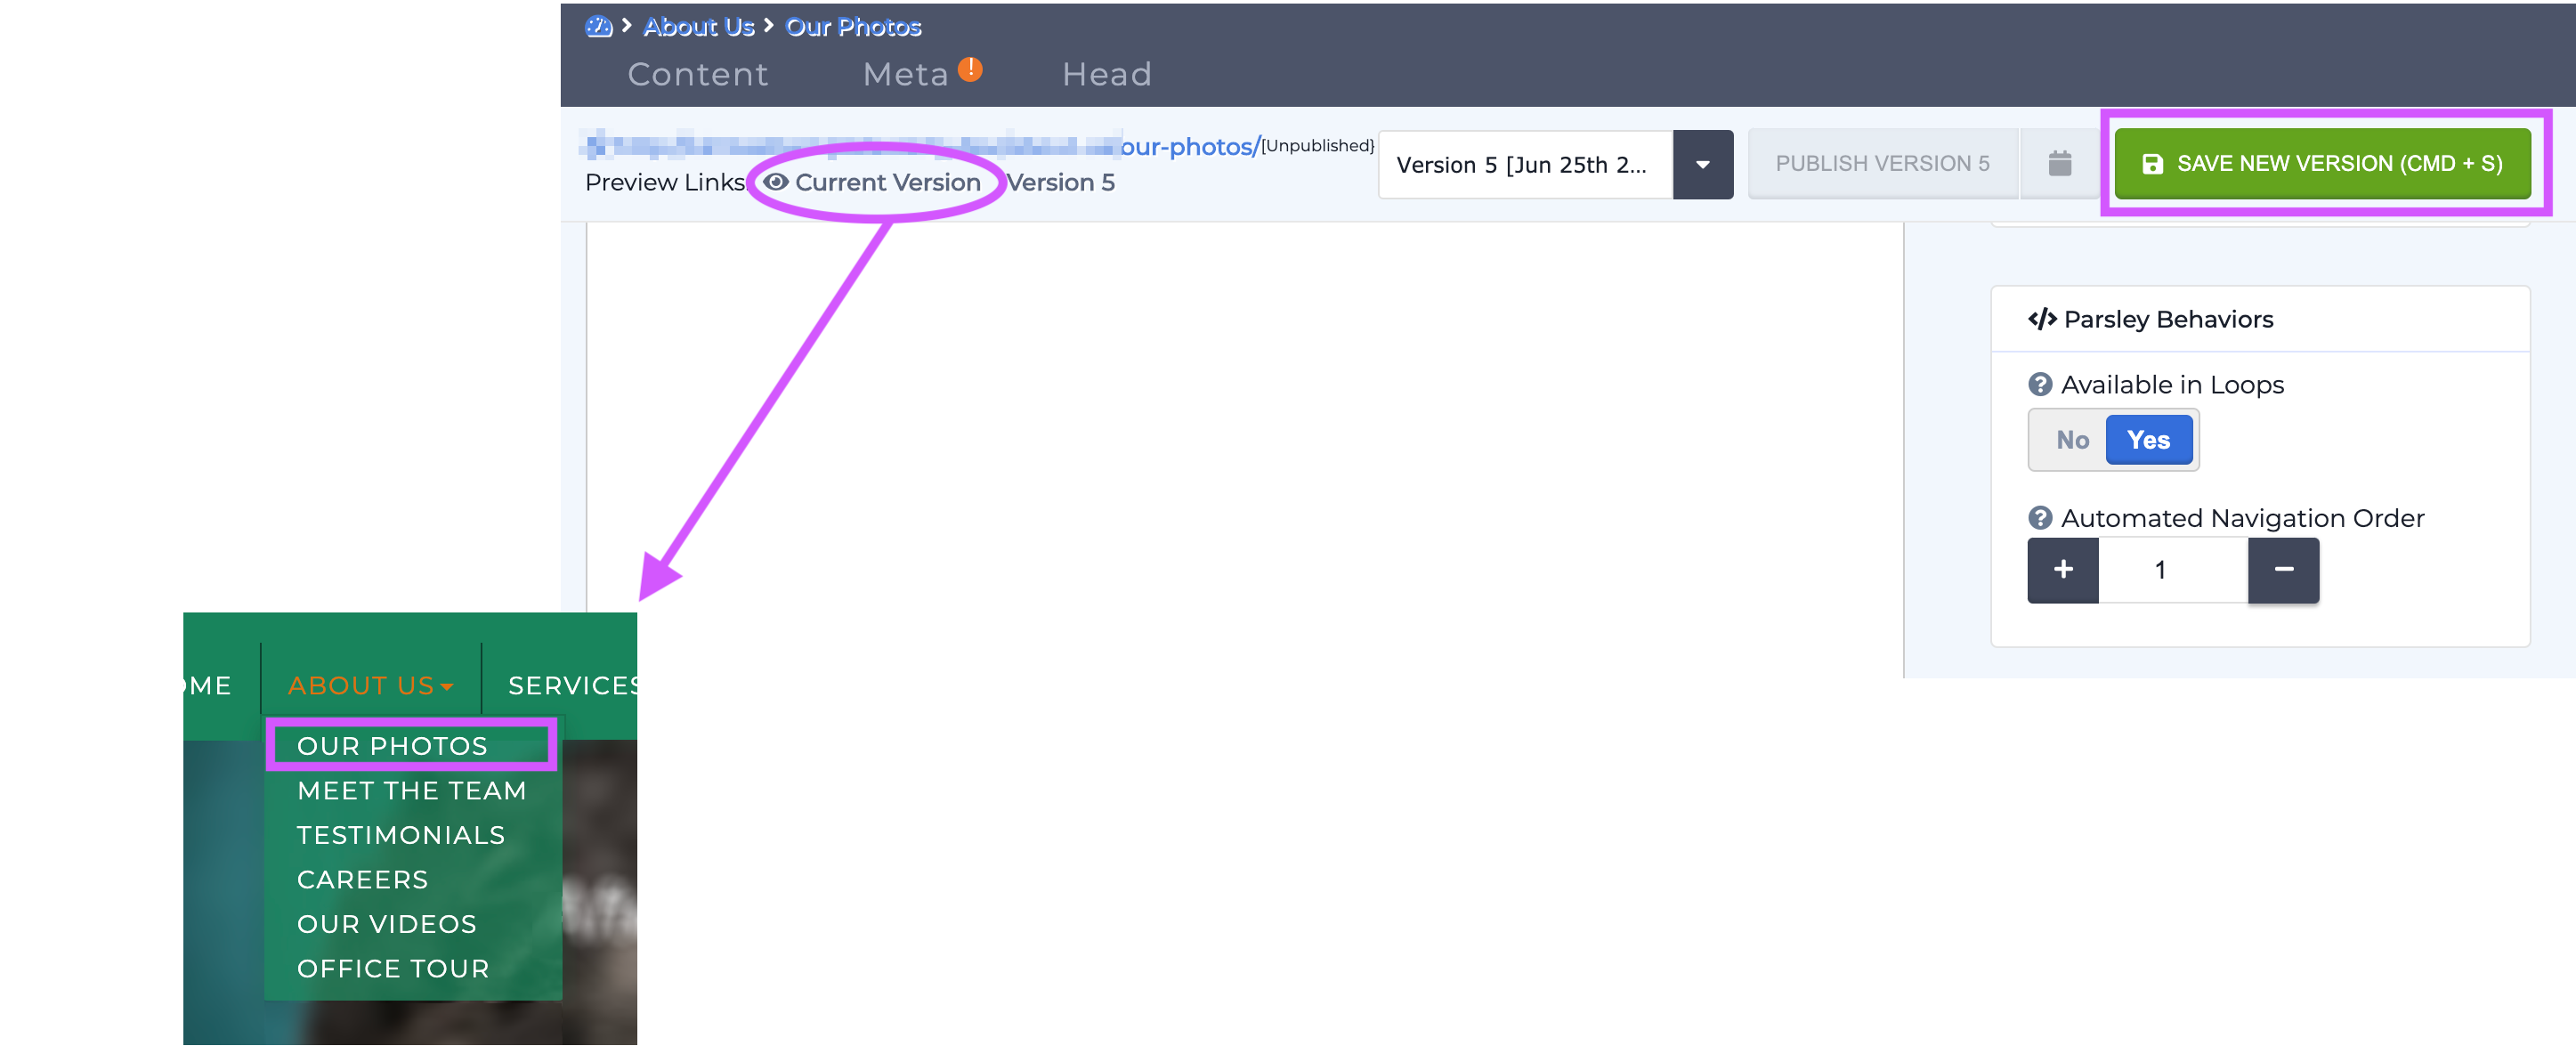 > About Us > Our Photos
Content Meta ! Head
our-photos/[Unpublished}
Preview Links Current Version Version 5
Version 5 [Jun 25th 2...
PUBLISH VERSION 5
SAVE NEW VERSION (CMD + S)
</> Parsley Behaviors
? Available in Loops
No Yes
? Automated Navigation Order
+ 1 −
OME ABOUT US SERVICES
OUR PHOTOS
MEET THE TEAM
TESTIMONIALS
CAREERS
OUR VIDEOS
OFFICE TOUR